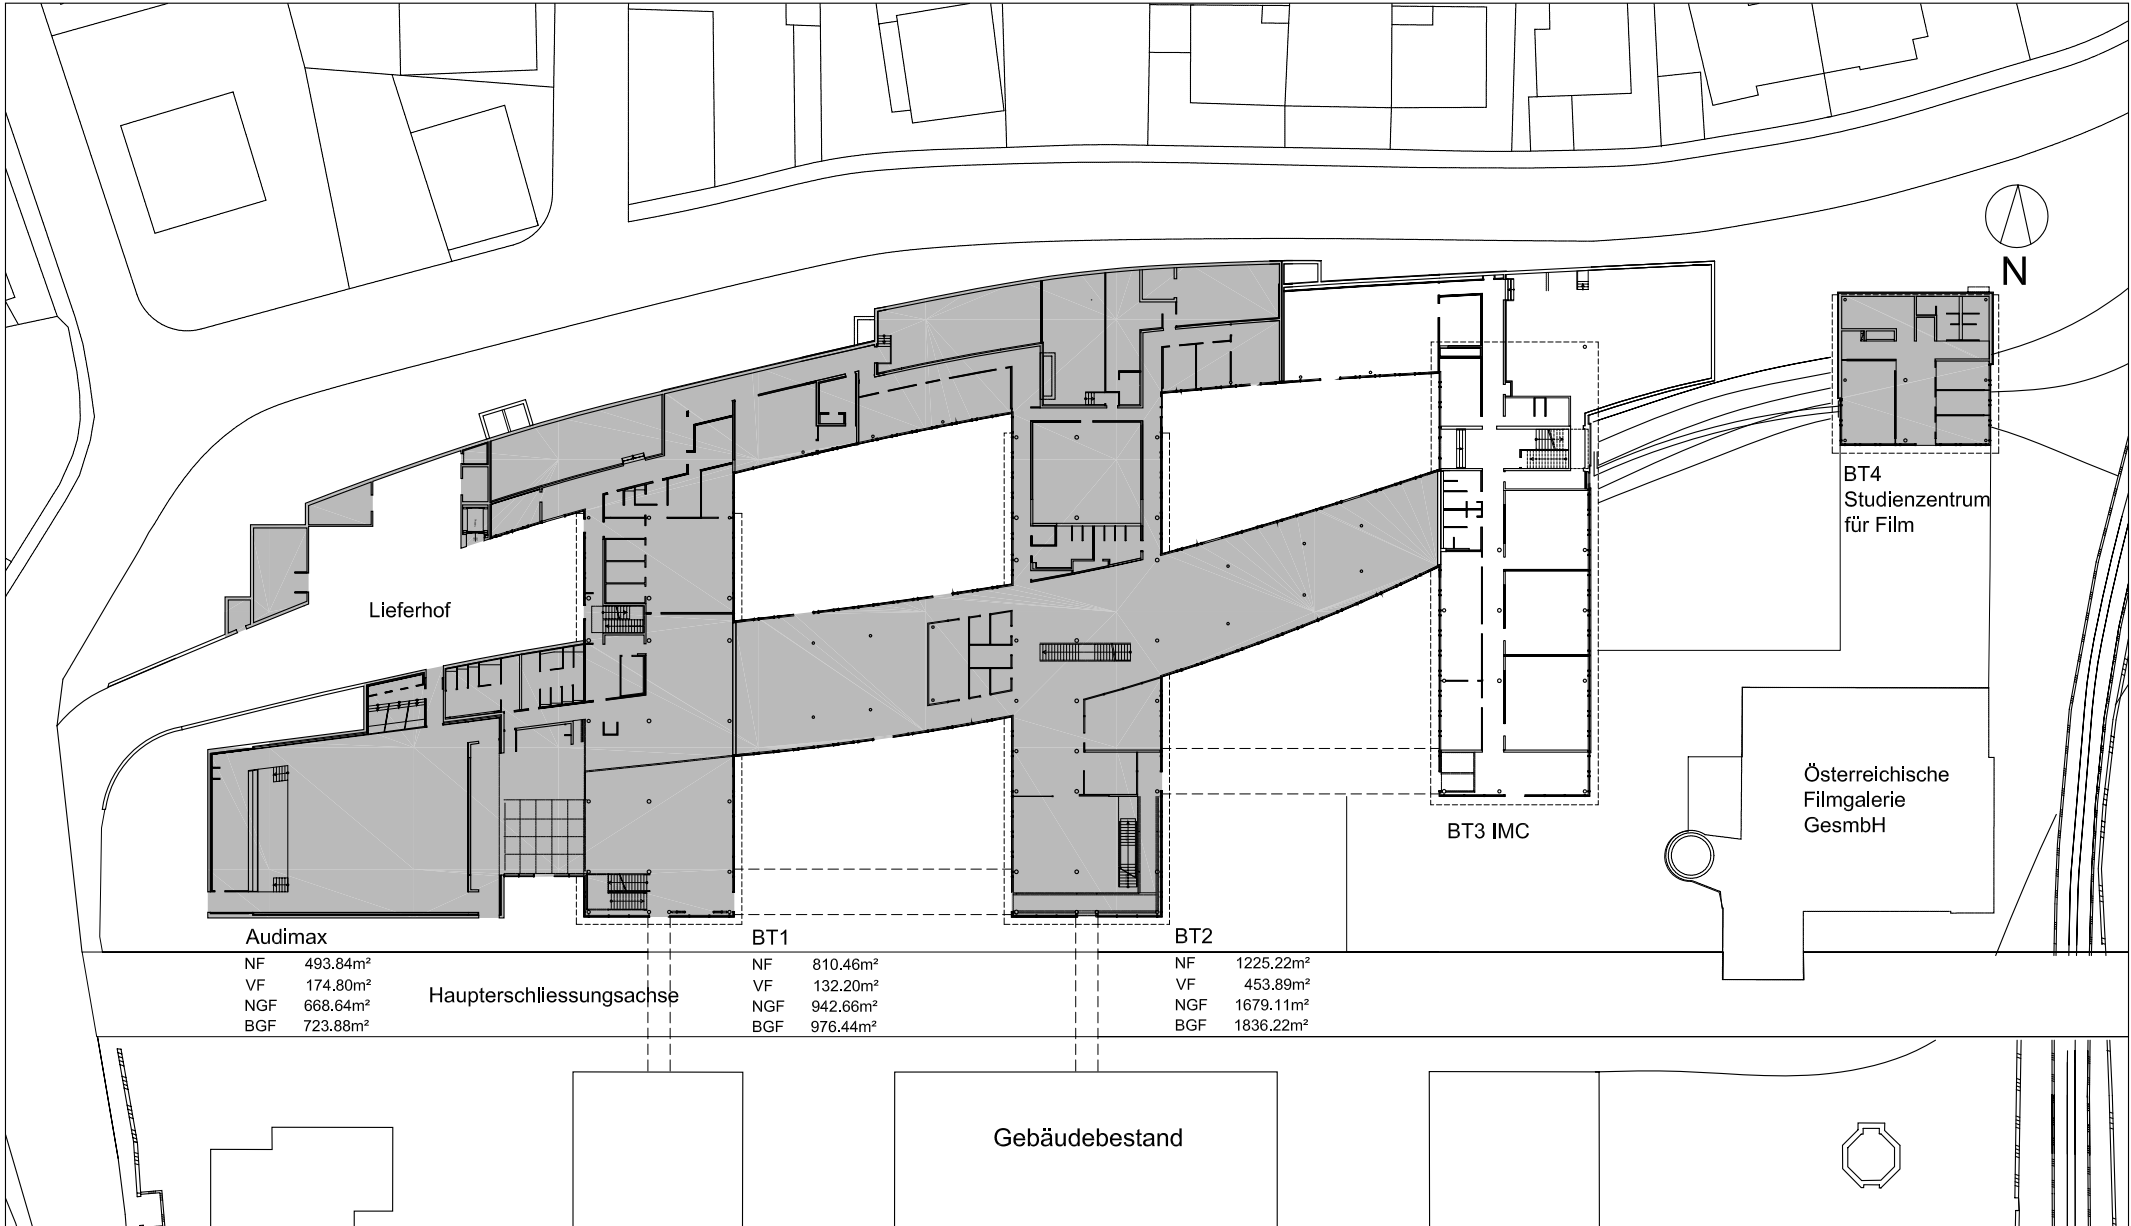 N
BT4
Studienzentrum
für Film
Lieferhof
Österreichische
Filmgalerie
GesmbH
BT3 IMC
Audimax
NF 493.84m²
VF 174.80m²
NGF 668.64m²
BGF 723.88m²
Haupterschliessungsachse
BT1
NF 810.46m²
VF 132.20m²
NGF 942.66m²
BGF 976.44m²
BT2
NF 1225.22m²
VF 453.89m²
NGF 1679.11m²
BGF 1836.22m²
Gebäudebestand